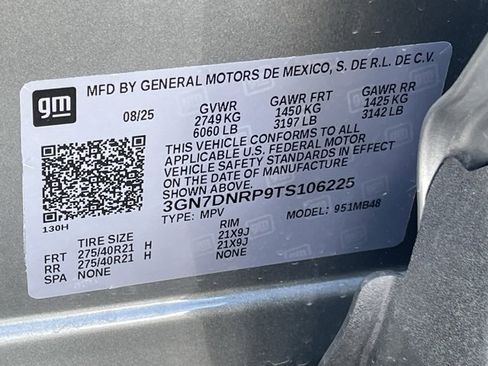 gm
MFD BY GENERAL MOTORS DE MEXICO, S. DE R.L. DE C.V.
08/25 GVWR GAWR FRT GAWR RR
2749 KG 1450 KG 1425 KG
6060 LB 3197 LB 3142 LB
THIS VEHICLE CONFORMS TO ALL
APPLICABLE U.S. FEDERAL MOTOR
VEHICLE SAFETY STANDARDS IN
EFFECT ON THE DATE OF MANUFACTURE
SHOWN ABOVE.
3GN7DNRP9TS106225
TYPE: MPV MODEL: 951MB48
130H
TIRE SIZE RIM
FRT 275/40R21 H 21X9J
RR 275/40R21 H 21X9J
SPA NONE NONE